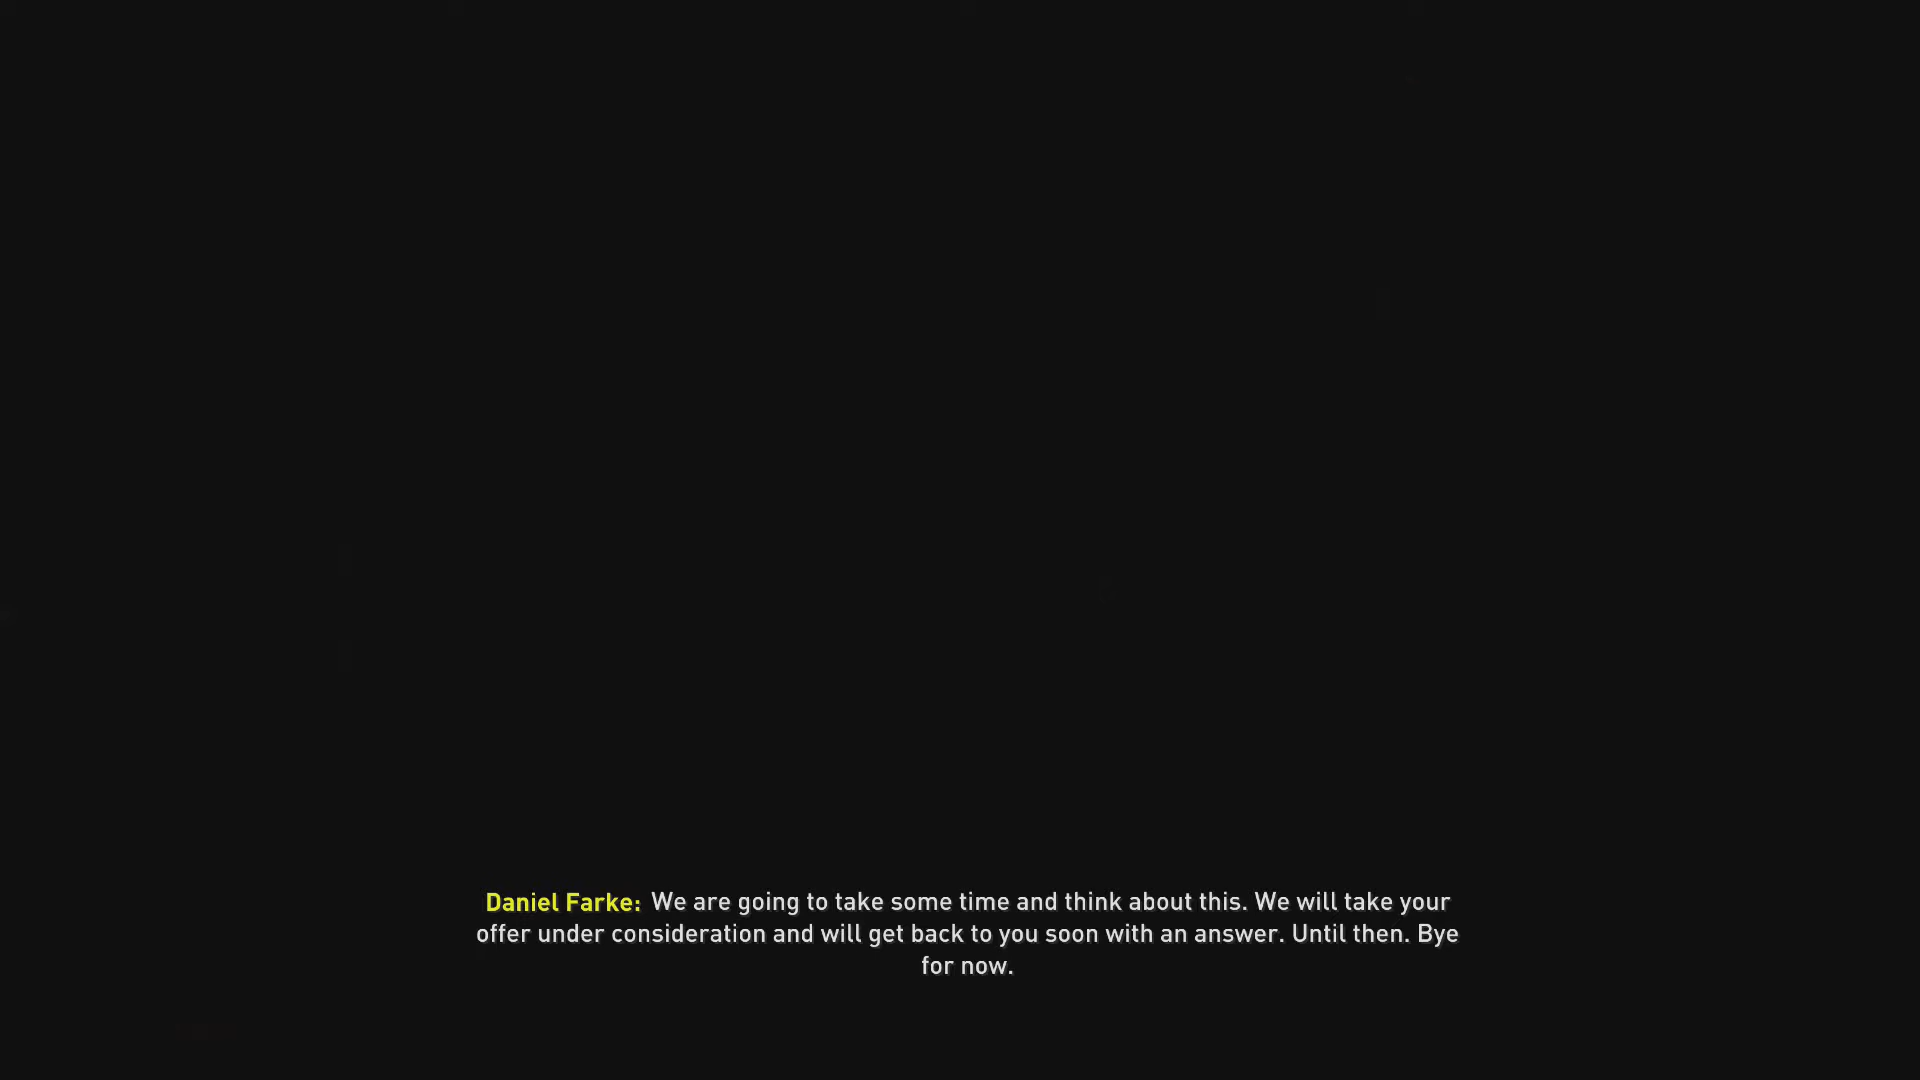 Daniel Farke: We are going to take some time and think about this. We will take your
offer under consideration and will get back to you soon with an answer. Until then. Bye
for now.